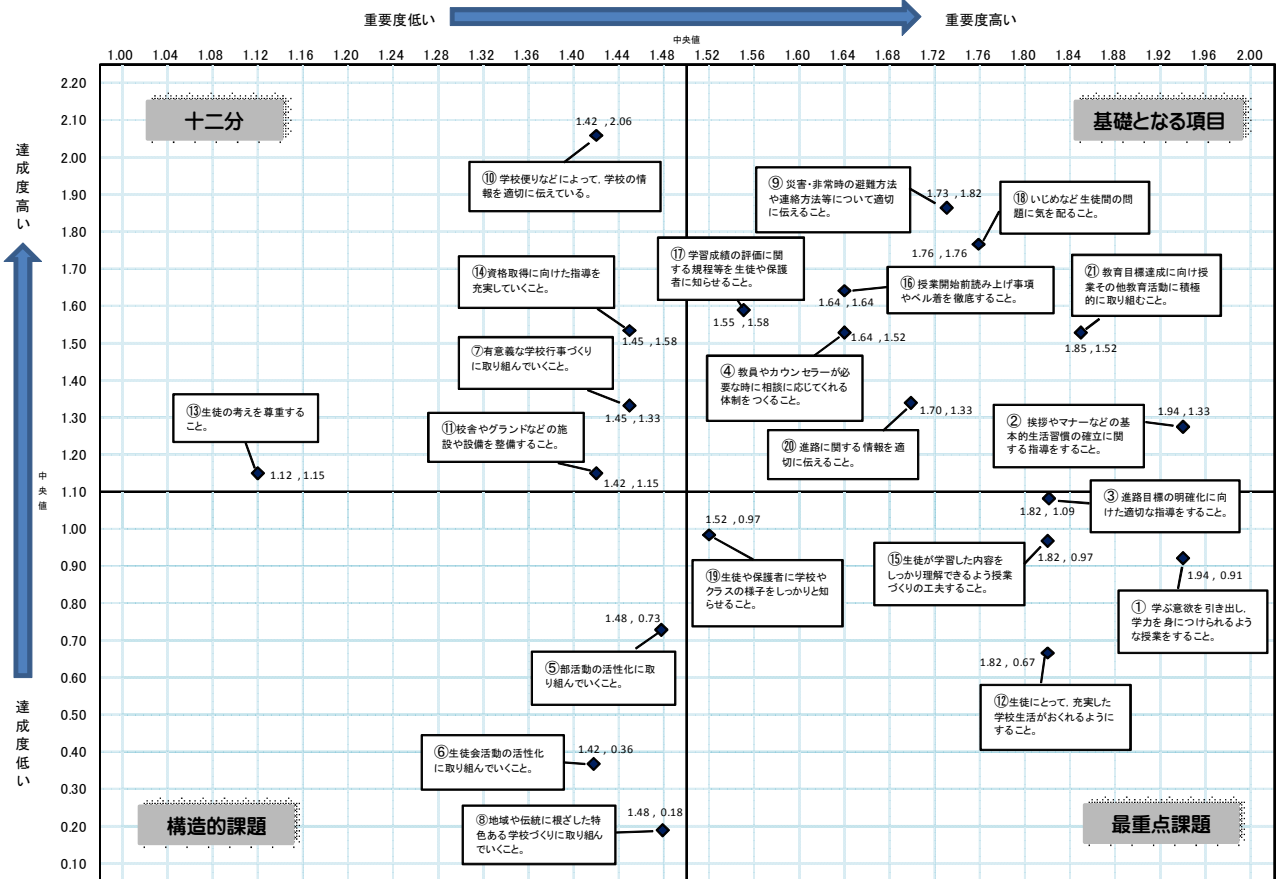 重要度低い
重要度高い
中央値
1.00 1.04 1.08 1.12 1.16 1.20 1.24 1.28 1.32 1.36 1.40 1.44 1.48 1.52 1.56 1.60 1.64 1.68 1.72 1.76 1.80 1.84 1.88 1.92 1.96 2.00
2.20
2.10
2.00
1.90
1.80
1.70
1.60
1.50
1.40
1.30
1.20
1.10
1.00
0.90
0.80
0.70
0.60
0.50
0.40
0.30
0.20
0.10
達成度高い
中央値
達成度低い
十二分
基礎となる項目
1.42 , 2.06
⑩ 学校便りなどによって、学校の情
報を適切に伝えている。
⑨ 災害・非常時の避難方法
や連絡方法等について適切
に伝えること。
1.73 , 1.82
⑱ いじめなど生徒間の問
題に気を配ること。
1.76 , 1.76
⑰ 学習成績の評価に関
する規程等を生徒や保護
者に知らせること。
1.55 , 1.58
⑭資格取得に向けた指導を
充実していくこと。
1.45 , 1.58
⑯ 授業開始前読み上げ事項
やベル着を徹底すること。
1.64 , 1.64
㉑ 教育目標達成に向け授
業その他教育活動に積極
的に取り組むこと。
1.85 , 1.52
1.64 , 1.52
④ 教員やカウンセラーが必
要な時に相談に応じてくれる
体制をつくること。
⑦有意義な学校行事づくり
に取り組んでいくこと。
1.45 , 1.33
⑬生徒の考えを尊重する
こと。
1.12 , 1.15
⑪校舎やグランドなどの施
設や設備を整備すること。
1.42 , 1.15
1.70 , 1.33
⑳ 進路に関する情報を適
切に伝えること。
1.94 , 1.33
② 挨拶やマナーなどの基
本的生活習慣の確立に関
する指導をすること。
③ 進路目標の明確化に向
けた適切な指導をすること。
1.82 , 1.09
1.52 , 0.97
⑲生徒や保護者に学校や
クラスの様子をしっかりと知
らせること。
⑮生徒が学習した内容を
しっかり理解できるよう授業
づくりの工夫すること。
1.82 , 0.97
1.94 , 0.91
① 学ぶ意欲を引き出し、
学力を身につけられるよう
な授業をすること。
1.48 , 0.73
⑤部活動の活性化に取
り組んでいくこと。
1.82 , 0.67
⑫生徒にとって、充実した
学校生活がおくれるように
すること。
⑥生徒会活動の活性化
に取り組んでいくこと。
1.42 , 0.36
⑧地域や伝統に根ざした特
色ある学校づくりに取り組ん
でいくこと。
1.48 , 0.18
構造的課題
最重点課題